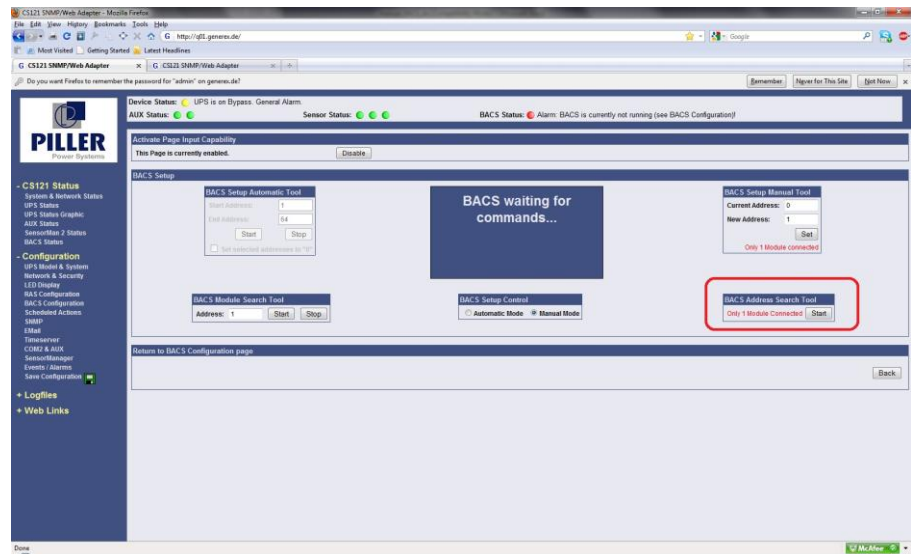 CS121 SNMP/Web Adapter - Mozilla Firefox
File Edit View History Bookmarks Tools Help
G http://q01.generex.de/
Google
Most Visited Getting Started Latest Headlines
G CS121 SNMP/Web Adapter × G CS121 SNMP/Web Adapter ×
Do you want Firefox to remember the password for "admin" on generex.de?
Remember Never for This Site Not Now ×
PILLER
Power Systems
Device Status: UPS is on Bypass. General Alarm.
AUX Status: Sensor Status: BACS Status: Alarm: BACS is currently not running (see BACS Configuration)!
Activate Page Input Capability
This Page is currently enabled. Disable
- CS121 Status
System & Network Status
UPS Status
UPS Status Graphic
AUX Status
SensorMan 2 Status
BACS Status
- Configuration
UPS Model & System
Network & Security
LED Display
RAS Configuration
BACS Configuration
Scheduled Actions
SNMP
EMail
Timeserver
COM2 & AUX
SensorManager
Events / Alarms
Save Configuration
+ Logfiles
+ Web Links
BACS Setup
BACS Setup Automatic Tool
Start Address: 1
End Address: 64
Start Stop
Set selected addresses to "0"
BACS waiting for
commands...
BACS Setup Manual Tool
Current Address: 0
New Address: 1
Set
Only 1 Module connected
BACS Module Search Tool
Address: 1 Start Stop
BACS Setup Control
Automatic Mode Manual Mode
BACS Address Search Tool
Only 1 Module Connected Start
Return to BACS Configuration page
Back
Done
McAfee